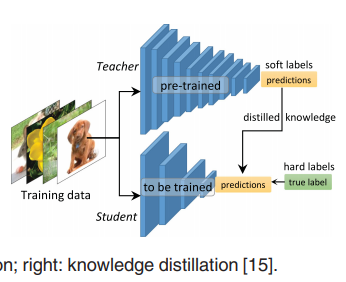 Teacher
pre-trained
soft labels
predictions
distilled knowledge
Training data
to be trained
predictions
hard labels
true label
Student
on; right: knowledge distillation [15].